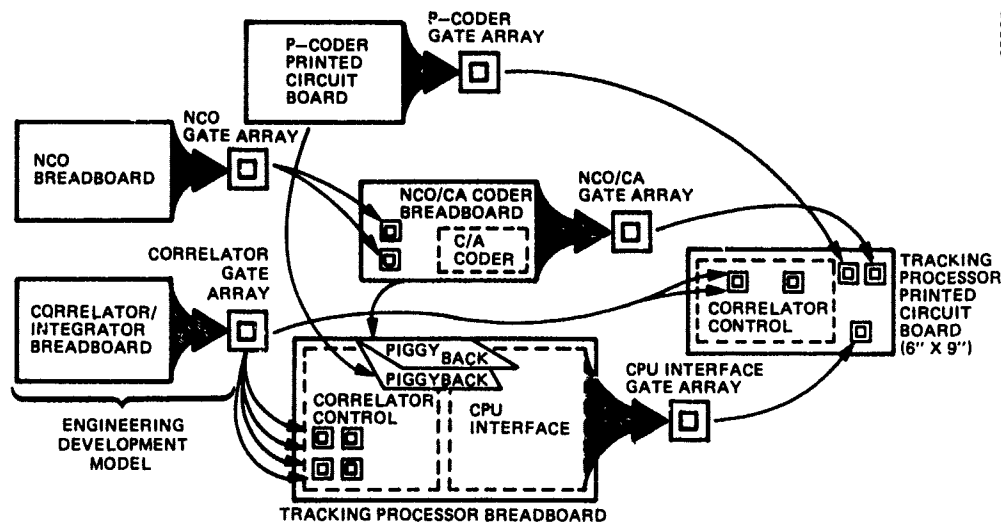 P-CODER
GATE ARRAY
P-CODER
PRINTED
CIRCUIT
BOARD
NCO
GATE ARRAY
NCO
BREADBOARD
NCO/CA CODER
BREADBOARD
C/A
CODER
NCO/CA
GATE ARRAY
CORRELATOR
GATE
ARRAY
CORRELATOR/
INTEGRATOR
BREADBOARD
CORRELATOR
CONTROL
TRACKING
PROCESSOR
PRINTED
CIRCUIT
BOARD
(6" X 9")
PIGGY BACK
PIGGYBACK
CORRELATOR
CONTROL
CPU
INTERFACE
CPU INTERFACE
GATE ARRAY
ENGINEERING
DEVELOPMENT
MODEL
TRACKING PROCESSOR BREADBOARD